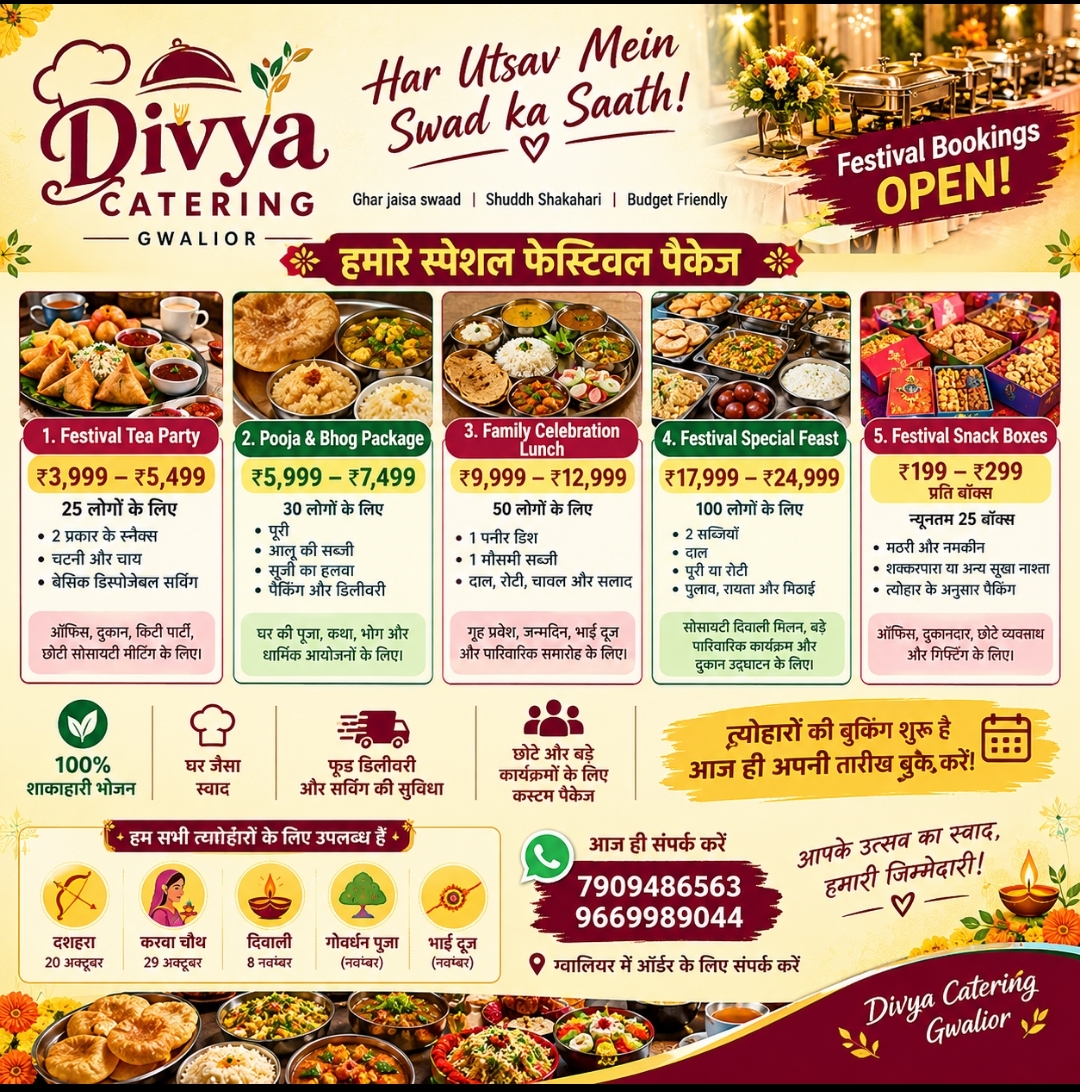 Divya
CATERING
GWALIOR
Har Utsav Mein
Swad ka Saath!
Ghar jaisa swaad | Shuddh Shakahari | Budget Friendly
Festival Bookings
OPEN!
हमारे स्पेशल फेस्टिवल पैकेज
1. Festival Tea Party
₹3,999 – ₹5,499
25 लोगों के लिए
• 2 प्रकार के स्नैक्स
• चटनी और चाय
• बेसिक डिस्पोजेबल सर्विंग
ऑफिस, दुकान, किटी पार्टी,
छोटी सोसायटी मीटिंग के लिए।
2. Pooja & Bhog Package
₹5,999 – ₹7,499
30 लोगों के लिए
• पूरी
• आलू की सब्जी
• सूजी का हलवा
• पैकिंग और डिलीवरी
घर की पूजा, कथा, भोग और
धार्मिक आयोजनों के लिए।
3. Family Celebration
Lunch
₹9,999 – ₹12,999
50 लोगों के लिए
• 1 पनीर डिश
• 1 मौसमी सब्जी
• दाल, रोटी, चावल और सलाद
गृह प्रवेश, जन्मदिन, भाई दूज
और पारिवारिक समारोह के लिए।
4. Festival Special Feast
₹17,999 – ₹24,999
100 लोगों के लिए
• 2 सब्जियाँ
• दाल
• पूरी या रोटी
• पुलाव, रायता और मिठाई
सोसायटी दिवाली मिलन, बड़े
पारिवारिक कार्यक्रम और
दुकान उद्घाटन के लिए।
5. Festival Snack Boxes
₹199 – ₹299
प्रति बॉक्स
न्यूनतम 25 बॉक्स
• मठरी और नमकीन
• शक्करपारा या अन्य सूखा नाश्ता
• त्योहार के अनुसार पैकिंग
ऑफिस, दुकानदार, छोटे व्यवसाथ
और गिफ्टिंग के लिए।
100%
शाकाहारी भोजन
घर जैसा
स्वाद
फूड डिलीवरी
और सर्विंग की सुविधा
छोटे और बड़े
कार्यक्रमों के लिए
कस्टम पैकेज
त्योहारों की बुकिंग शुरू है
आज ही अपनी तारीख बुक करें!
हम सभी त्योहारों के लिए उपलब्ध हैं
दशहरा
20 अक्टूबर
करवा चौथ
29 अक्टूबर
दिवाली
8 नवम्बर
गोवर्धन पुजा
(नवम्बर)
भाई दूज
(नवम्बर)
आज ही संपर्क करें
7909486563
9669989044
ग्वालियर में ऑर्डर के लिए संपर्क करें
आपके उत्सव का स्वाद,
हमारी जिम्मेदारी!
Divya Catering
Gwalior